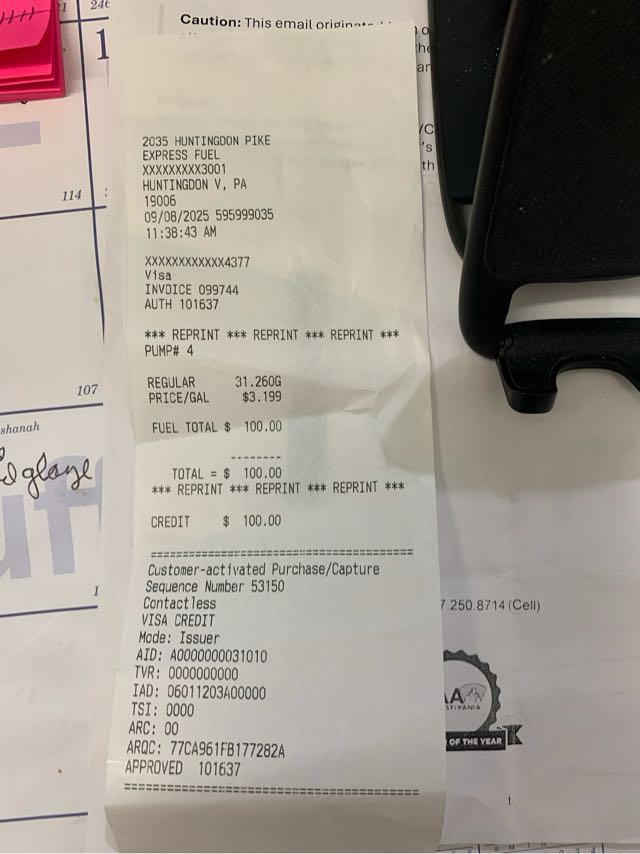 Caution: This email originated
2035 HUNTINGDON PIKE
EXPRESS FUEL
XXXXXXXXX3001
HUNTINGDON V, PA
19006
09/08/2025 595999035
11:38:43 AM
XXXXXXXXXXXX4377
Visa
INVOICE 099744
AUTH 101637
*** REPRINT *** REPRINT *** REPRINT ***
PUMP# 4
REGULAR 31.260G
PRICE/GAL $3.199
FUEL TOTAL $ 100.00
--------
TOTAL = $ 100.00
*** REPRINT *** REPRINT *** REPRINT ***
CREDIT $ 100.00
========================================
Customer-activated Purchase/Capture
Sequence Number 53150
Contactless
VISA CREDIT
Mode: Issuer
AID: A0000000031010
TVR: 0000000000
IAD: 06011203A00000
TSI: 0000
ARC: 00
ARQC: 77CA961FB177282A
APPROVED 101637
========================================
114
107
shanah
7.250.8714 (Cell)
OF THE YEAR
1